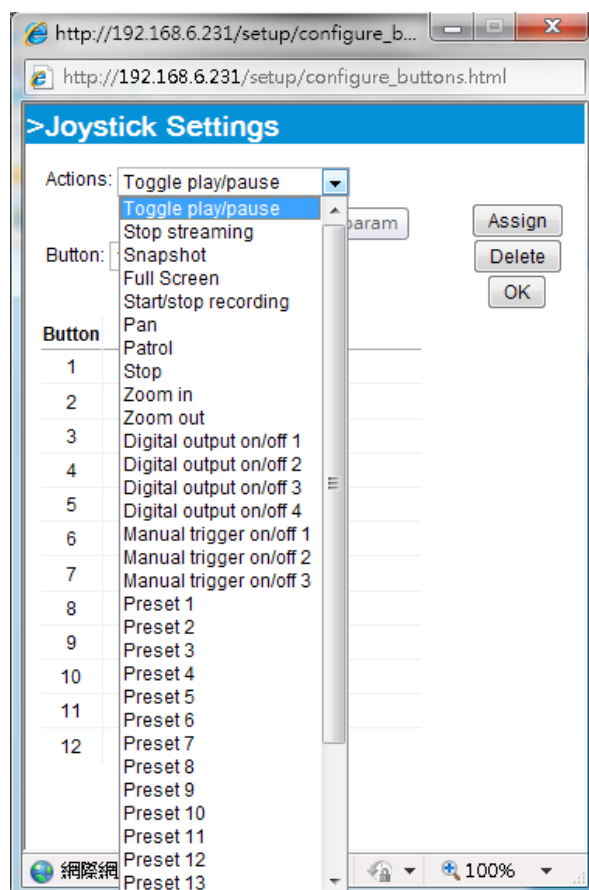 http://192.168.6.231/setup/configure_b...
http://192.168.6.231/setup/configure_buttons.html
>Joystick Settings
Actions: Toggle play/pause
Toggle play/pause
Stop streaming
Snapshot
Full Screen
Start/stop recording
Pan
Patrol
Stop
Zoom in
Zoom out
Digital output on/off 1
Digital output on/off 2
Digital output on/off 3
Digital output on/off 4
Manual trigger on/off 1
Manual trigger on/off 2
Manual trigger on/off 3
Preset 1
Preset 2
Preset 3
Preset 4
Preset 5
Preset 6
Preset 7
Preset 8
Preset 9
Preset 10
Preset 11
Preset 12
Preset 13
param
Assign
Button:
Delete
OK
Button
1
2
3
4
5
6
7
8
9
10
11
12
網際網
100%